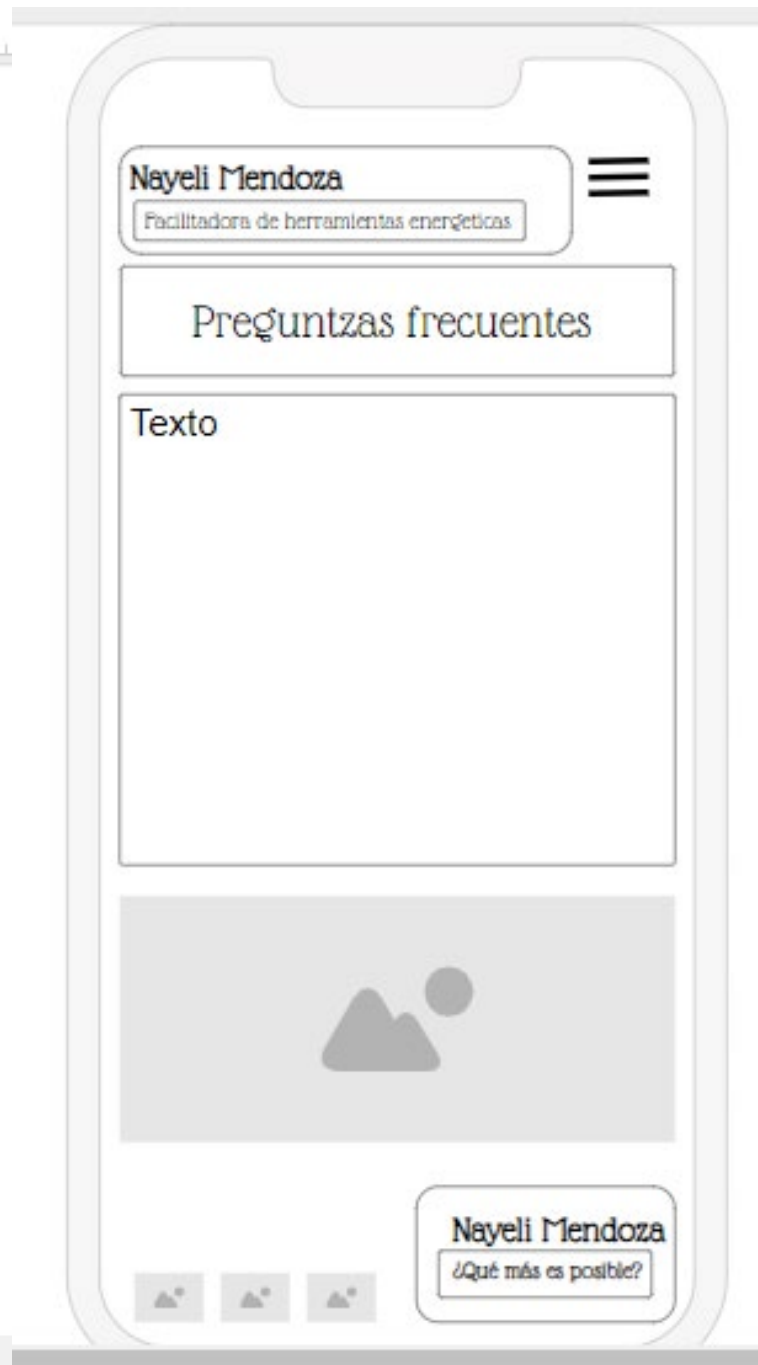 Nayeli Mendoza
Facilitadora de herramientas energeticas
Preguntzas frecuentes
Texto
Nayeli Mendoza
¿Qué más es posible?